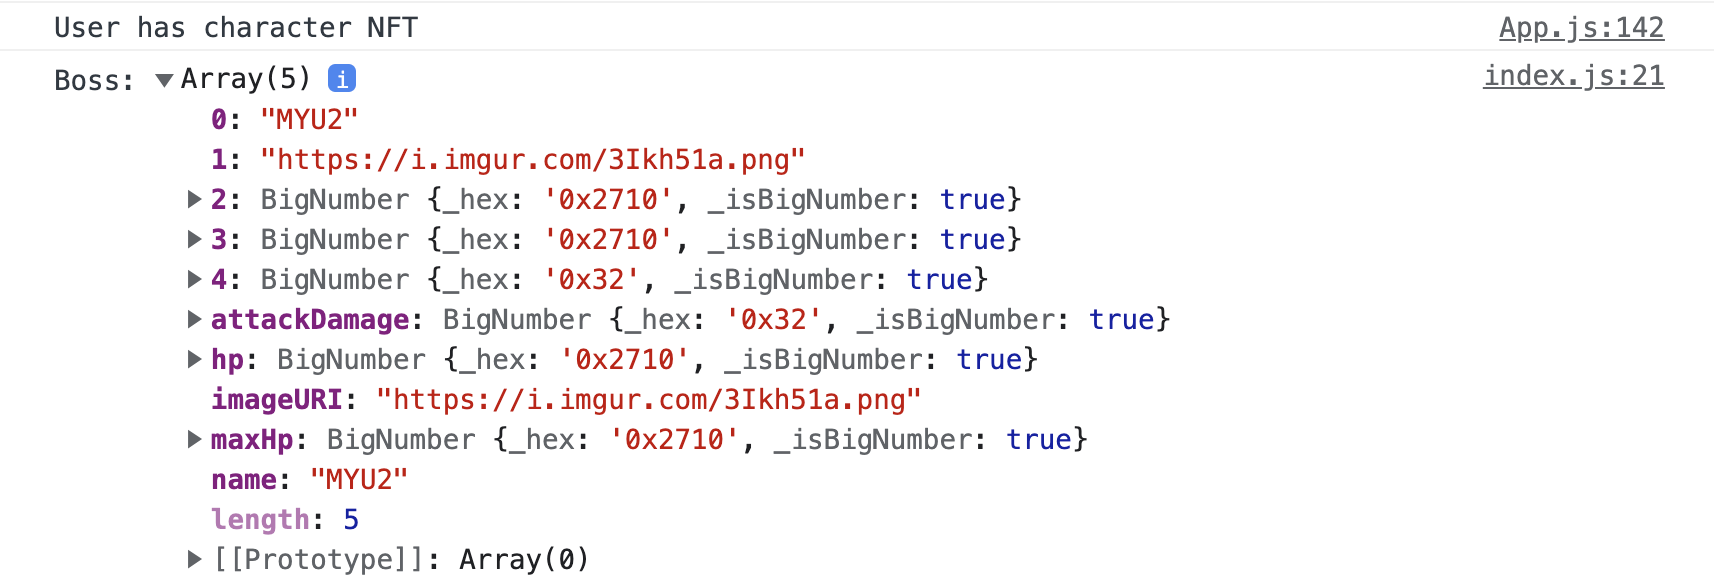 User has character NFT App.js:142
Boss: ▼Array(5) i index.js:21
0: "MYU2"
1: "https://i.imgur.com/3Ikh51a.png"
▶2: BigNumber {_hex: '0x2710', _isBigNumber: true}
▶3: BigNumber {_hex: '0x2710', _isBigNumber: true}
▶4: BigNumber {_hex: '0x32', _isBigNumber: true}
▶attackDamage: BigNumber {_hex: '0x32', _isBigNumber: true}
▶hp: BigNumber {_hex: '0x2710', _isBigNumber: true}
imageURI: "https://i.imgur.com/3Ikh51a.png"
▶maxHp: BigNumber {_hex: '0x2710', _isBigNumber: true}
name: "MYU2"
length: 5
▶[[Prototype]]: Array(0)